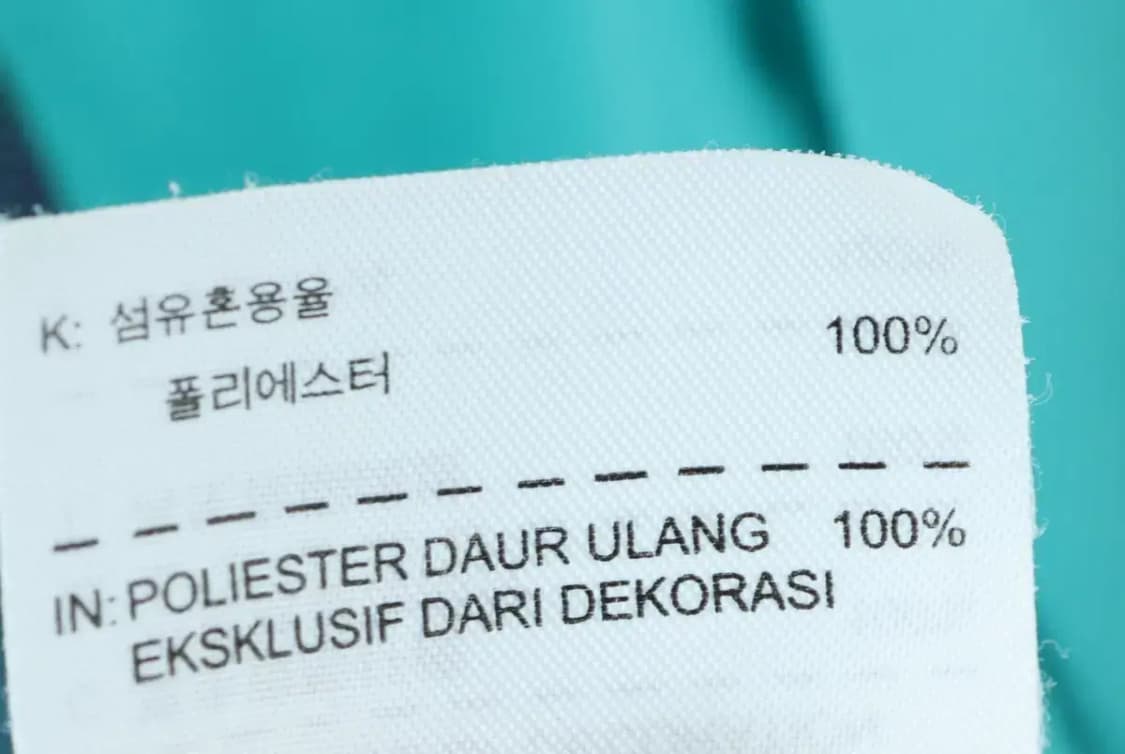 K: 섬유혼용율
폴리에스터 100%
IN: POLIESTER DAUR ULANG 100%
EKSKLUSIF DARI DEKORASI